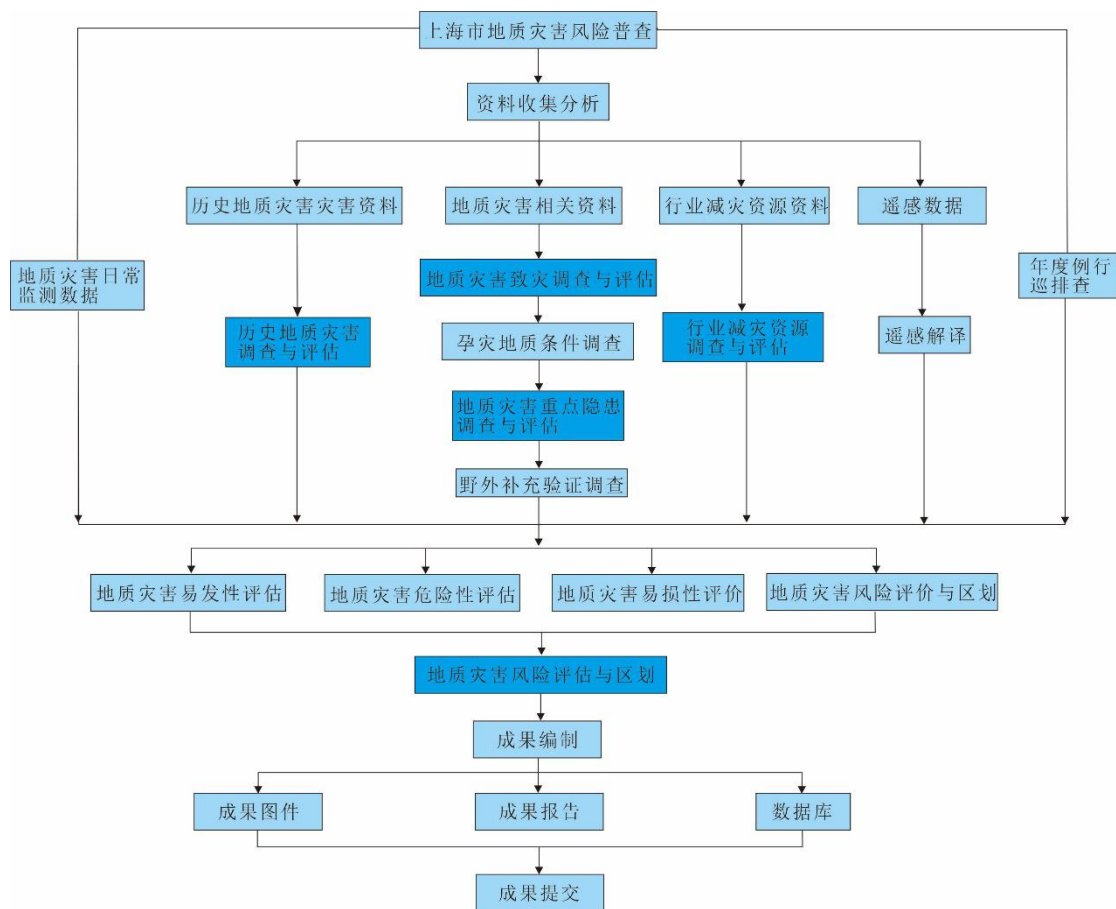 上海市地质灾害风险普查
资料收集分析
历史地质灾害灾害资料
地质灾害相关资料
行业减灾资源资料
遥感数据
地质灾害日常
监测数据
年度例行
巡排查
地质灾害致灾调查与评估
历史地质灾害
调查与评估
孕灾地质条件调查
行业减灾资源
调查与评估
遥感解译
地质灾害重点隐患
调查与评估
野外补充验证调查
地质灾害易发性评估
地质灾害危险性评估
地质灾害易损性评价
地质灾害风险评价与区划
地质灾害风险评估与区划
成果编制
成果图件
成果报告
数据库
成果提交